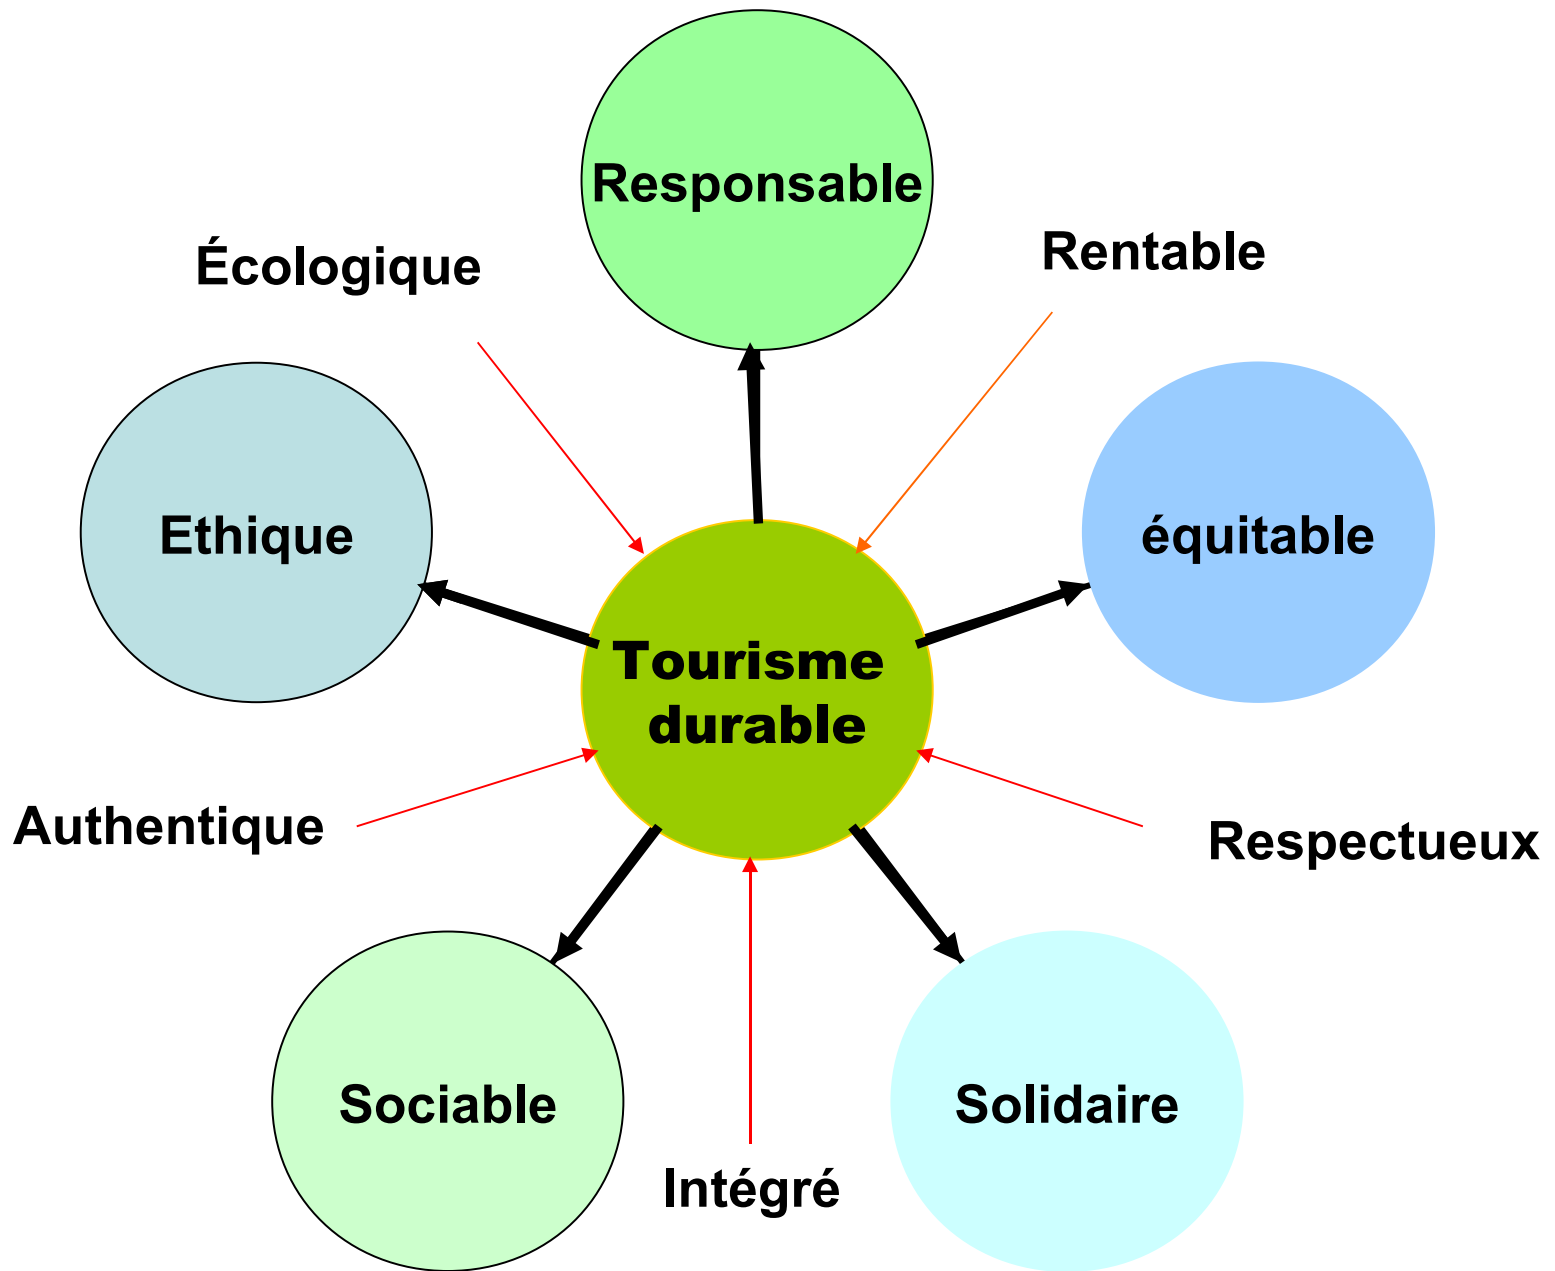 Responsable
Écologique
Rentable
Ethique
équitable
Tourisme
durable
Authentique
Respectueux
Sociable
Solidaire
Intégré